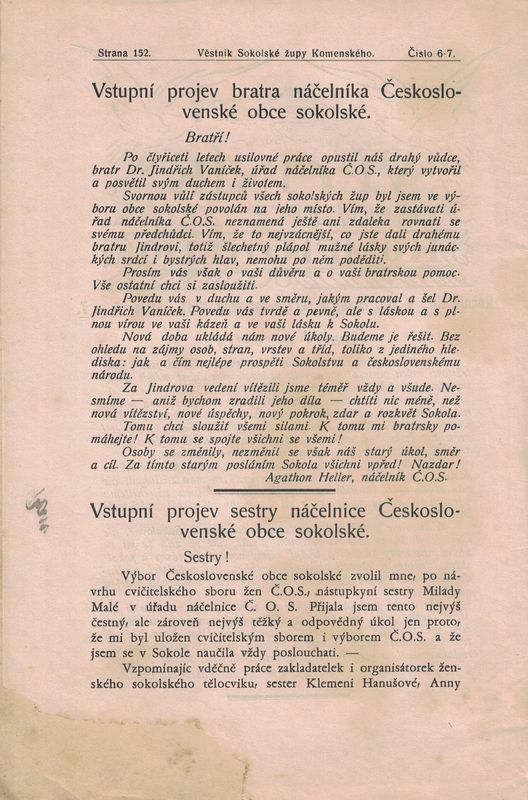 Strana 152. Věstník Sokolské župy Komenského. Číslo 6-7.
Vstupní projev bratra náčelníka Českoslo-
venské obce sokolské.
Bratří!
Po čtyřiceti letech usilovné práce opustil náš drahý vůdce,
bratr Dr. Jindřich Vaníček, úřad náčelníka Č.O.S., který vytvořil
a posvětil svým duchem i životem.
Svornou vůlí zástupců všech sokolských žup byl jsem ve vý-
boru obce sokolské povolán na jeho místo. Vím, že zastávati ú-
řad náčelníka Č.O.S. neznamená ještě ani zdaleka rovnati se
svému předchůdci. Vím, že to nejvzácnější, co jste dali drahému
bratru Jindrovi, totiž šlechetný plápol mužné lásky svých junác-
kých srdcí i bystrých hlav, nemohu po něm poděditi.
Prosím vás však o vaši důvěru a o vaši bratrskou pomoc.
Vše ostatní chci si zasloužiti.
Povedu vás v duchu a ve směru, jakým pracoval a šel Dr.
Jindřich Vaníček. Povedu vás tvrdě a pevně, ale s láskou a s pl-
nou vírou ve vaši kázeň a ve vaši lásku k Sokolu.
Nová doba ukládá nám nové úkoly. Budeme je řešit. Bez
ohledu na zájmy osob, stran, vrstev a tříd, toliko z jediného hle-
diska: jak a čím nejlépe prospěti Sokolstvu a československému
národu.
Za Jindrova vedení vítězili jsme téměř vždy a všude. Ne-
smíme — aniž bychom zradili jeho díla — chtíti nic méně, než
nová vítězství, nové úspěchy, nový pokrok, zdar a rozkvět Sokola.
Tomu chci sloužit všemi silami. K tomu mi bratrsky po-
máhejte! K tomu se spojte všichni se všemi!
Osoby se změnily, nezměnil se však náš starý úkol, směr
a cíl. Za tímto starým posláním Sokola všichni vpřed! Nazdar!
Agathon Heller, náčelník Č.O.S.
Vstupní projev sestry náčelnice Českoslo-
venské obce sokolské.
Sestry!
Výbor Československé obce sokolské zvolil mne, po ná-
vrhu cvičitelského sboru žen Č.O.S., nástupkyní sestry Milady
Malé v úřadu náčelnice Č. O. S. Přijala jsem tento nejvýš
čestný, ale zároveň nejvýš těžký a odpovědný úkol jen proto,
že mi byl uložen cvičitelským sborem i výborem Č.O.S. a že
jsem se v Sokole naučila vždy poslouchati. —
Vzpomínajíc vděčně práce zakladatelek i organisátorek žen-
ského sokolského tělocviku, sester Klemeni Hanušové, Anny